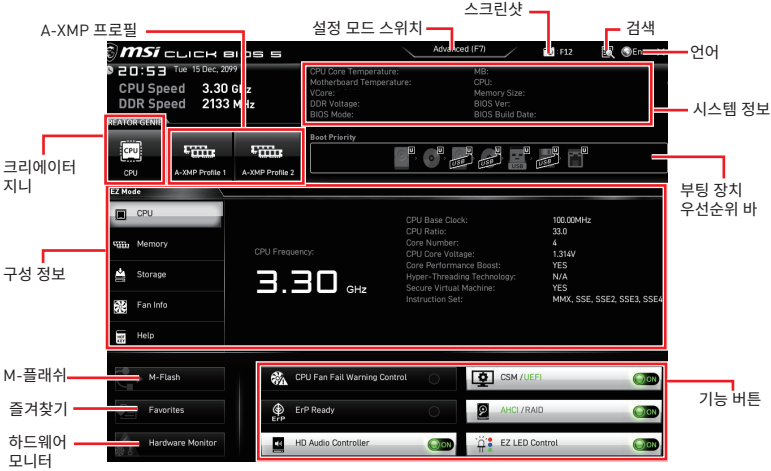 스크린샷
A-XMP 프로필
설정 모드 스위치
검색
msi CLICK BIOS 5
Advanced (F7)
F12
En
언어
20:53 Tue 15 Dec, 2099
CPU Speed 3.30 GHz
DDR Speed 2133 MHz
CPU Core Temperature:
Motherboard Temperature:
VCore:
DDR Voltage:
BIOS Mode:
MB:
CPU:
Memory Size:
BIOS Ver:
BIOS Build Date:
시스템 정보
CREATOR GENIE
CPU
CPU
A-XMP Profile 1
A-XMP Profile 2
Boot Priority
U U U U U U U
USB USB USB USB
크리에이터
지니
부팅 장치
우선순위 바
EZ Mode
CPU
Memory
Storage
Fan Info
Help
구성 정보
CPU Frequency:
3.30 GHz
CPU Base Clock: 100.00MHz
CPU Ratio: 33.0
Core Number: 4
CPU Core Voltage: 1.314V
Core Performance Boost: YES
Hyper-Threading Technology: N/A
Secure Virtual Machine: YES
Instruction Set: MMX, SSE, SSE2, SSE3, SSE4
M-플래쉬
M-Flash
CPU Fan Fail Warning Control
CSM /UEFI
ON
기능 버튼
즐겨찾기
Favorites
ErP
ErP Ready
AHCI /RAID
ON
하드웨어
모니터
Hardware Monitor
HD Audio Controller
ON
EZ LED Control
ON